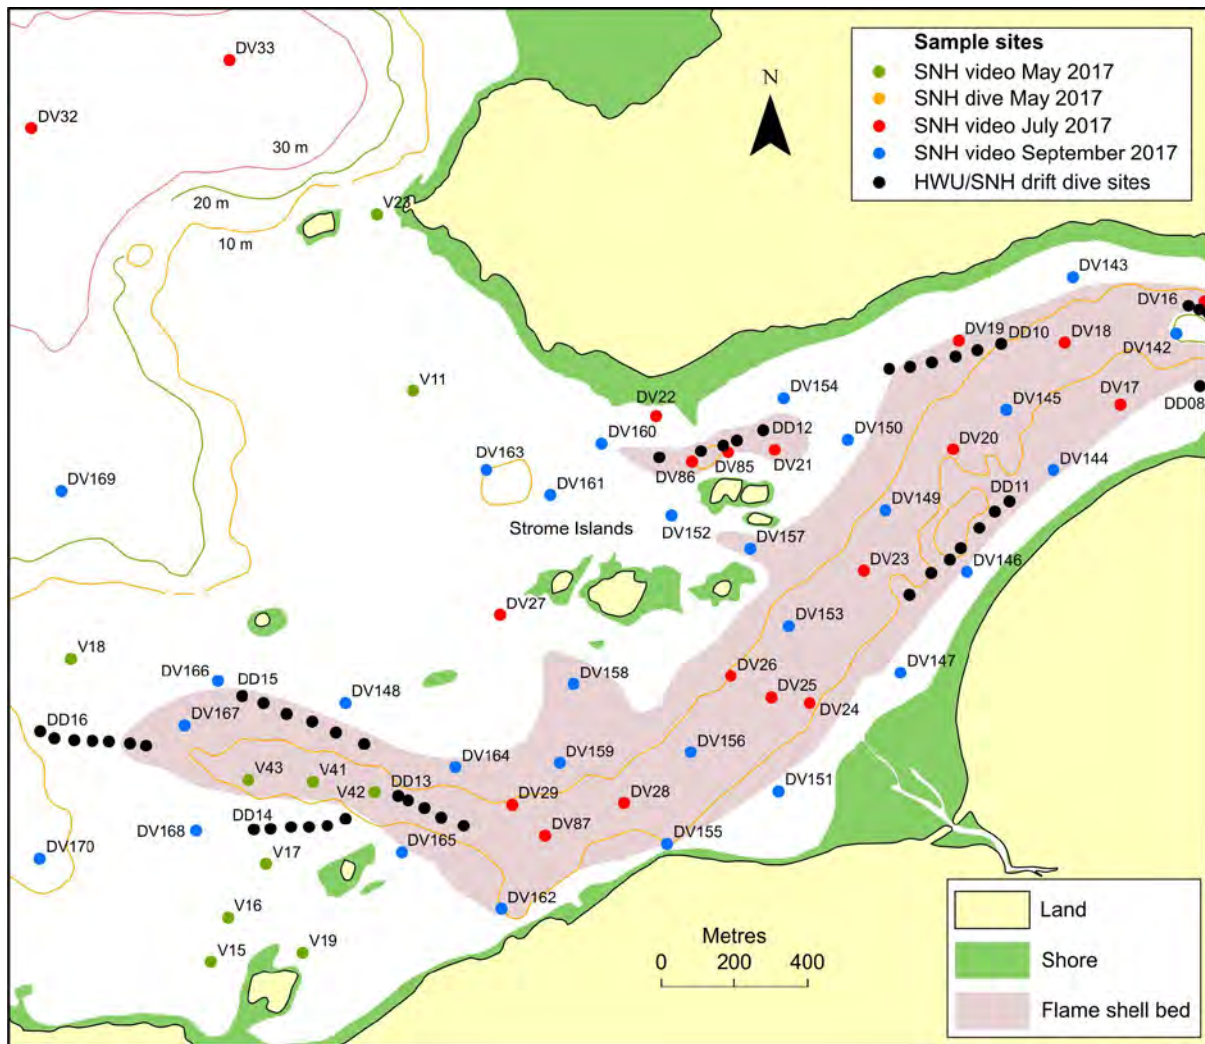 Sample sites
SNH video May 2017
SNH dive May 2017
SNH video July 2017
SNH video September 2017
HWU/SNH drift dive sites
N
DV33
DV32
30 m
20 m
10 m
V23
DV143
DV16
DV19
DD10
DV18
DV142
V11
DV22
DV154
DV17
DD08
DV145
DV160
DD12
DV150
DV163
DV86
DV85
DV21
DV20
DV144
DV169
DV161
DD11
DV149
Strome Islands
DV152
DV157
DV146
DV23
DV27
DV153
V18
DV166
DD15
DV148
DV158
DV26
DV147
DV25
DV24
DD16
DV167
DV164
DV159
DV156
V43
V41
V42
DD13
DV151
DV29
DV28
DD14
DV168
DV87
DV170
V17
DV165
DV155
V16
DV162
V15
V19
Metres
0 200 400
Land
Shore
Flame shell bed